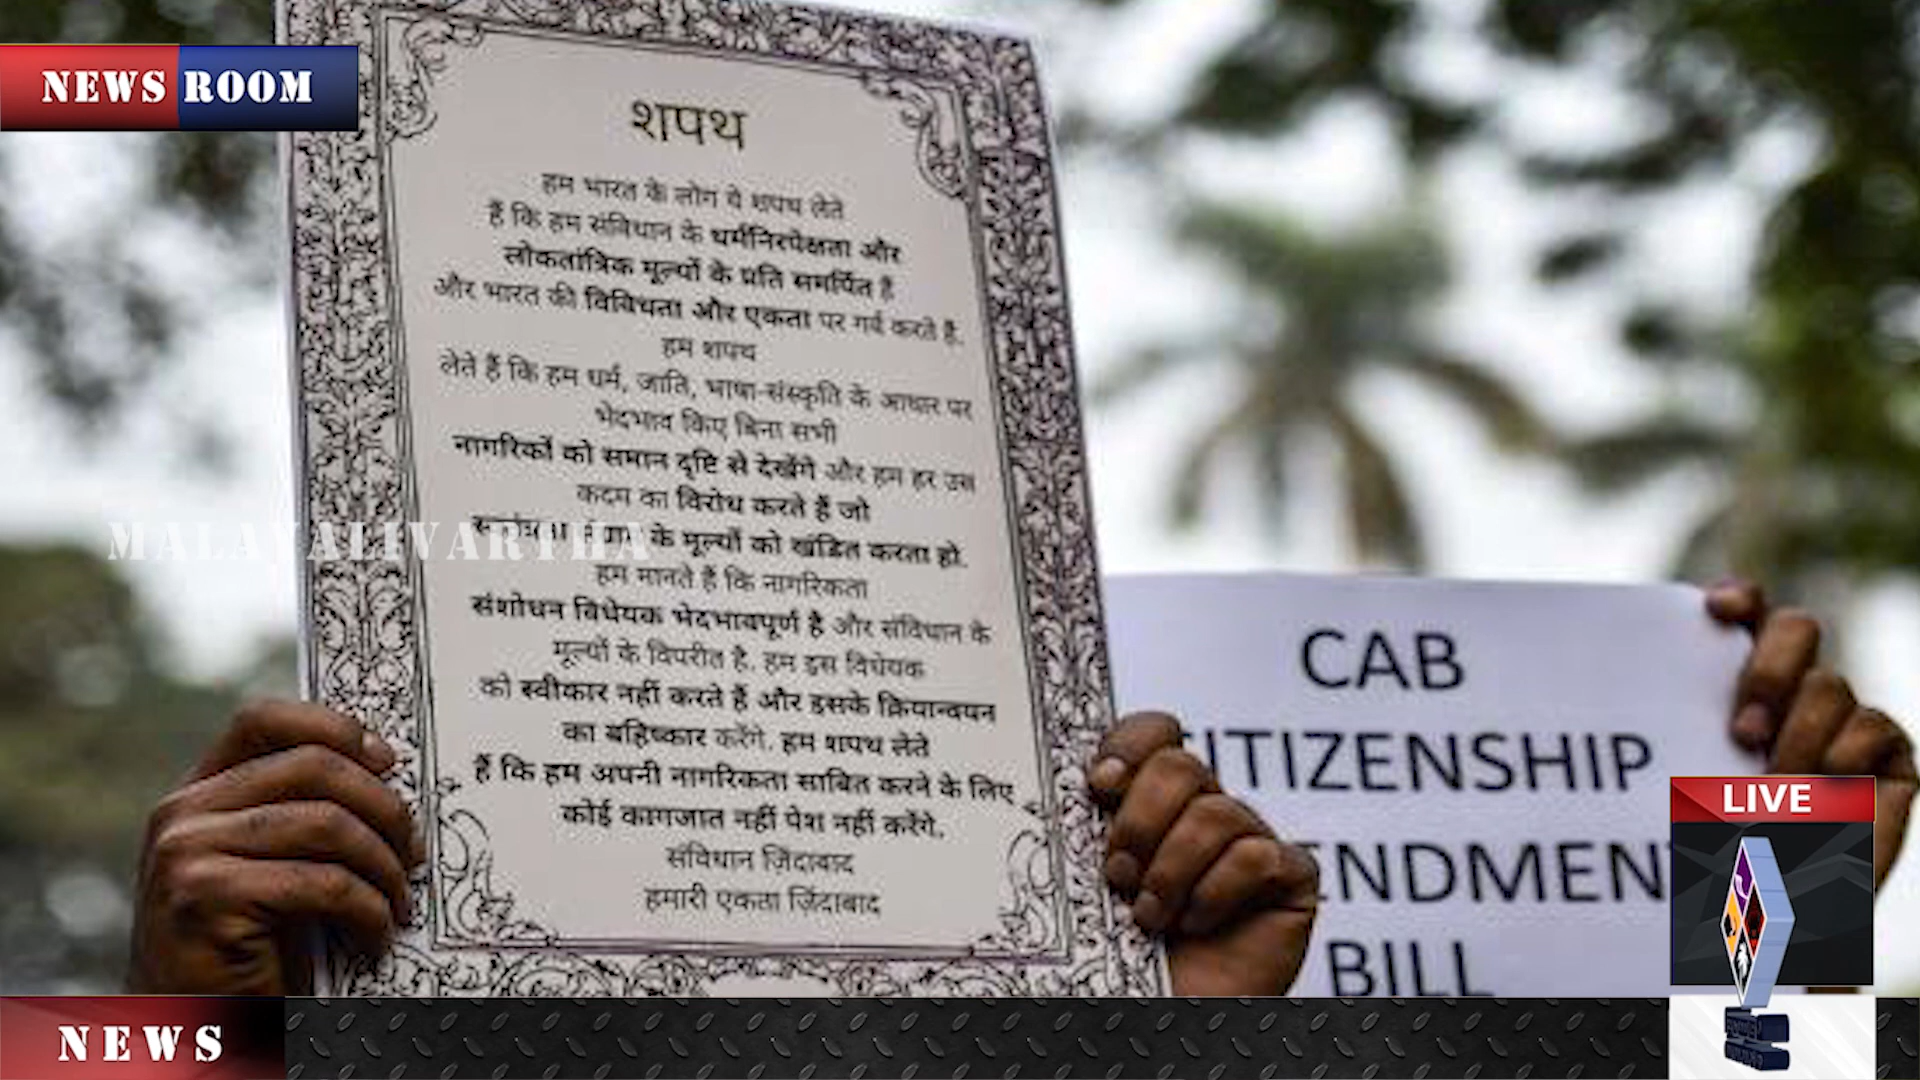 NEWS ROOM
शपथ
हम भारत के लोग ये शपथ लेते
हैं कि हम संविधान के धर्मनिरपेक्षता और
लोकतांत्रिक मूल्यों के प्रति समर्पित हैं
और भारत की विविधता और एकता पर गर्व करते हैं.
हम शपथ
लेते हैं कि हम धर्म, जाति, भाषा-संस्कृति के आधार पर
भेदभाव किए बिना सभी
नागरिकों को समान दृष्टि से देखेंगे और हम हर उस
कदम का विरोध करते हैं जो
के मूल्यों को खंडित करता हो.
MALAYALIVARTHA
हम मानते हैं कि नागरिकता
संशोधन विधेयक भेदभावपूर्ण है और संविधान के
मूल्यों के विपरीत है. हम इस विधेयक
को स्वीकार नहीं करते हैं और इसके क्रियान्वयन
का बहिष्कार करेंगे. हम शपथ लेते
हैं कि हम अपनी नागरिकता साबित करने के लिए
कोई कागजात नहीं पेश नहीं करेंगे.
संविधान ज़िंदाबाद
हमारी एकता ज़िंदाबाद
CAB
CITIZENSHIP
ENDMEN
BILL
LIVE
NEWS